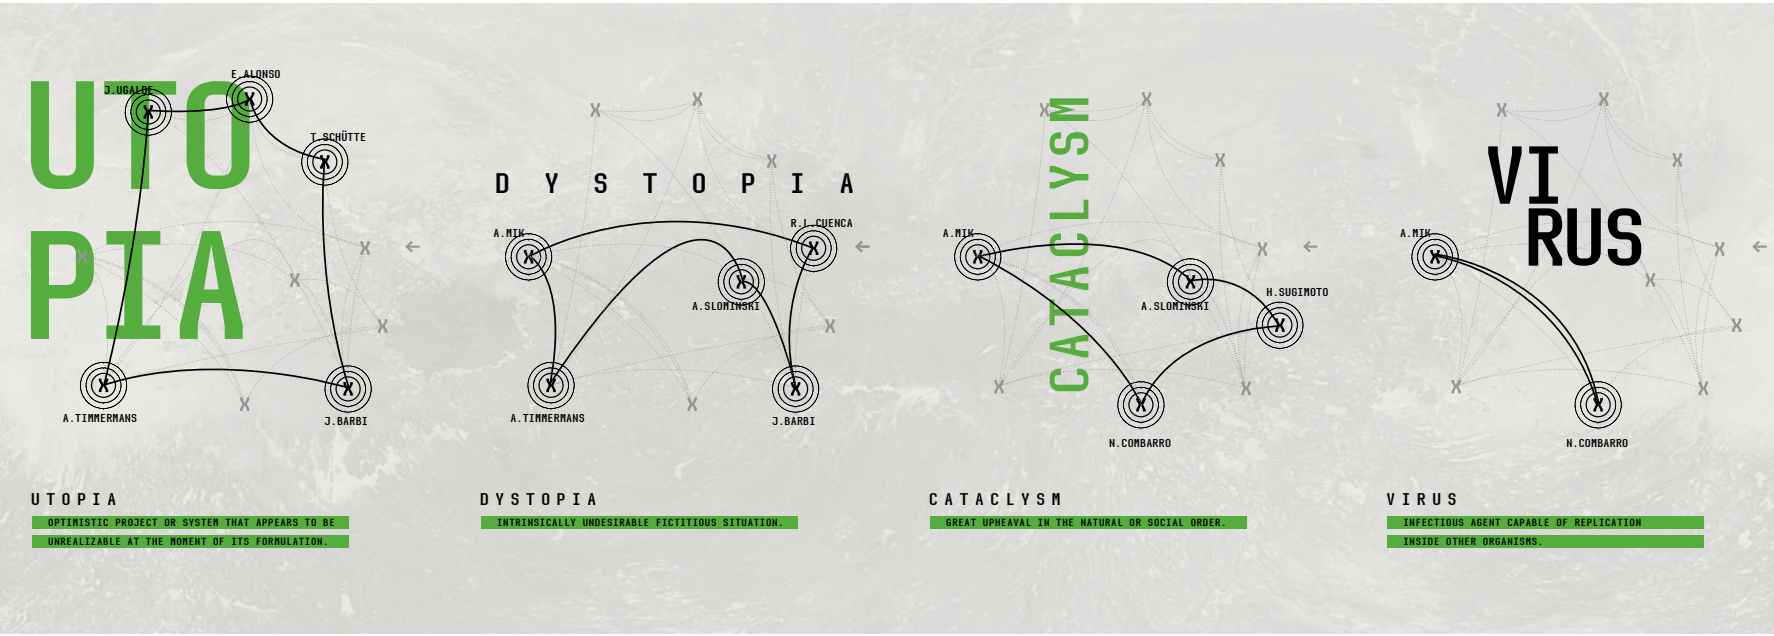 UTO
PIA
J.UGALDE
E.ALONSO
T.SCHÜTTE
A.TIMMERMANS
J.BARBI
UTOPIA
OPTIMISTIC PROJECT OR SYSTEM THAT APPEARS TO BE
UNREALIZABLE AT THE MOMENT OF ITS FORMULATION.
DYSTOPIA
A.MIK
R.L.CUENCA
A.SLOMINSKI
A.TIMMERMANS
J.BARBI
DYSTOPIA
INTRINSICALLY UNDESIRABLE FICTITIOUS SITUATION.
CATACLYSM
A.MIK
A.SLOMINSKI
H.SUGIMOTO
N.COMBARRO
CATACLYSM
GREAT UPHEAVAL IN THE NATURAL OR SOCIAL ORDER.
VI
RUS
A.MIK
N.COMBARRO
VIRUS
INFECTIOUS AGENT CAPABLE OF REPLICATION
INSIDE OTHER ORGANISMS.